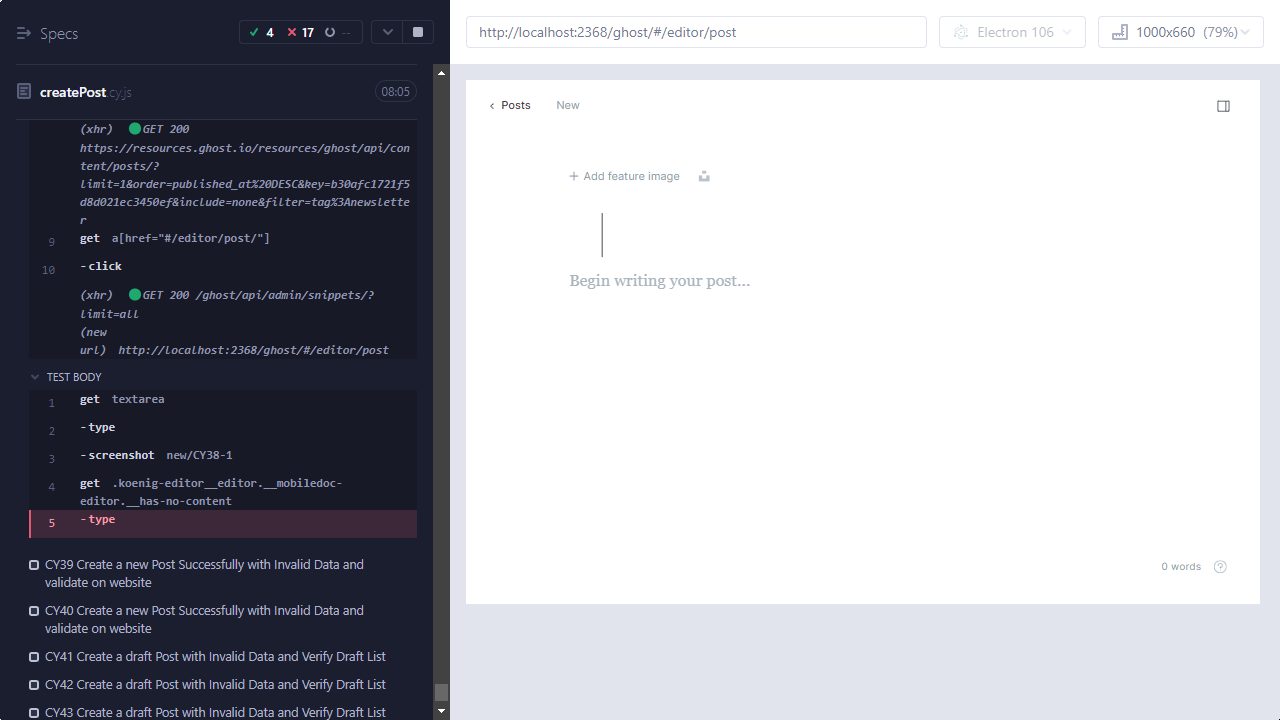 Specs
4 17 --
createPost.cy.js 08:05
(xhr) GET 200
https://resources.ghost.io/resources/ghost/api/con
tent/posts/?
limit=1&order=published_at%20DESC&key=b30afc1721f5
d8d021ec3450ef&include=none&filter=tag%3Anewslette
r
9 get a[href="#/editor/post/"]
10 -click
(xhr) GET 200 /ghost/api/admin/snippets/?
limit=all
(new
url) http://localhost:2368/ghost/#/editor/post
TEST BODY
1 get textarea
2 -type
3 -screenshot new/CY38-1
4 get .koenig-editor__editor.__mobiledoc-
editor.__has-no-content
5 -type
CY39 Create a new Post Successfully with Invalid Data and
validate on website
CY40 Create a new Post Successfully with Invalid Data and
validate on website
CY41 Create a draft Post with Invalid Data and Verify Draft List
CY42 Create a draft Post with Invalid Data and Verify Draft List
CY43 Create a draft Post with Invalid Data and Verify Draft List
http://localhost:2368/ghost/#/editor/post
Electron 106
1000x660 (79%)
Posts New
+ Add feature image
Begin writing your post...
0 words ?